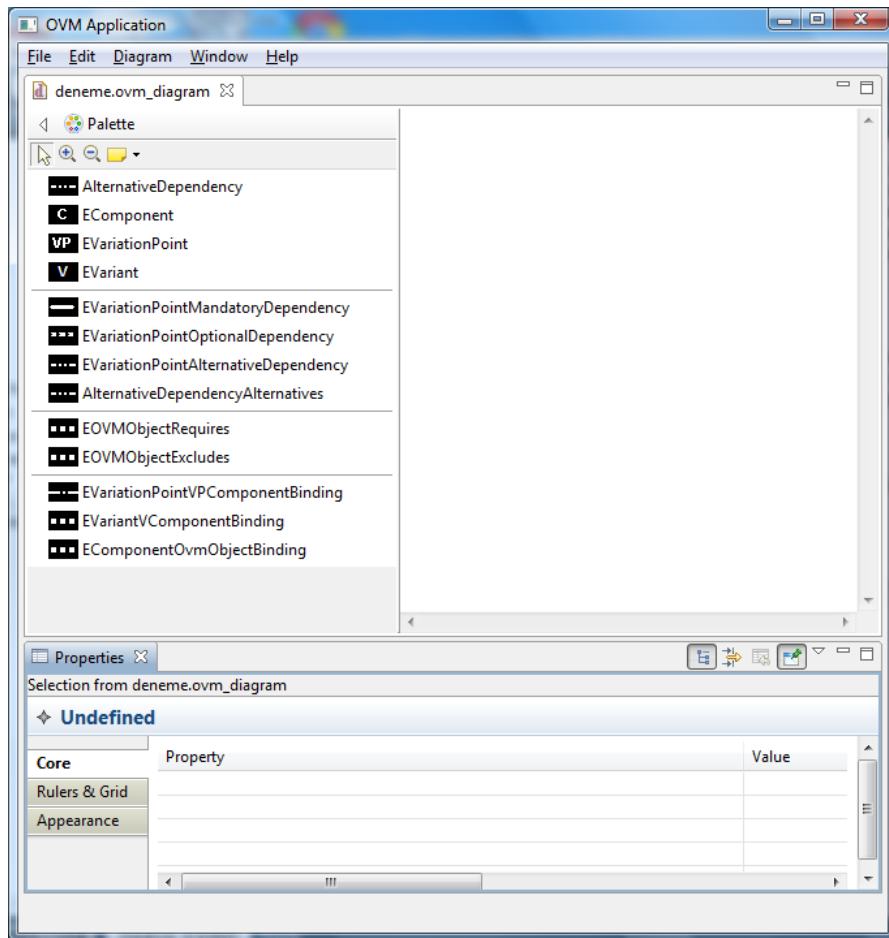 OVM Application
File Edit Diagram Window Help
deneme.ovm_diagram
Palette
AlternativeDependency
C EComponent
VP EVariationPoint
V EVariant
EVariationPointMandatoryDependency
EVariationPointOptionalDependency
EVariationPointAlternativeDependency
AlternativeDependencyAlternatives
EOVMObjectRequires
EOVMObjectExcludes
EVariationPointVPComponentBinding
EVariantVComponentBinding
EComponentOvmObjectBinding
Properties
Selection from deneme.ovm_diagram
Undefined
Core
Property Value
Rulers & Grid
Appearance